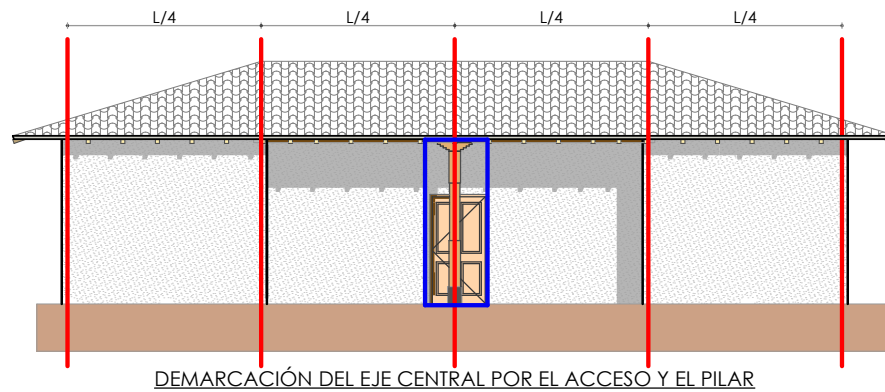 L/4 L/4 L/4 L/4
DEMARCACIÓN DEL EJE CENTRAL POR EL ACCESO Y EL PILAR